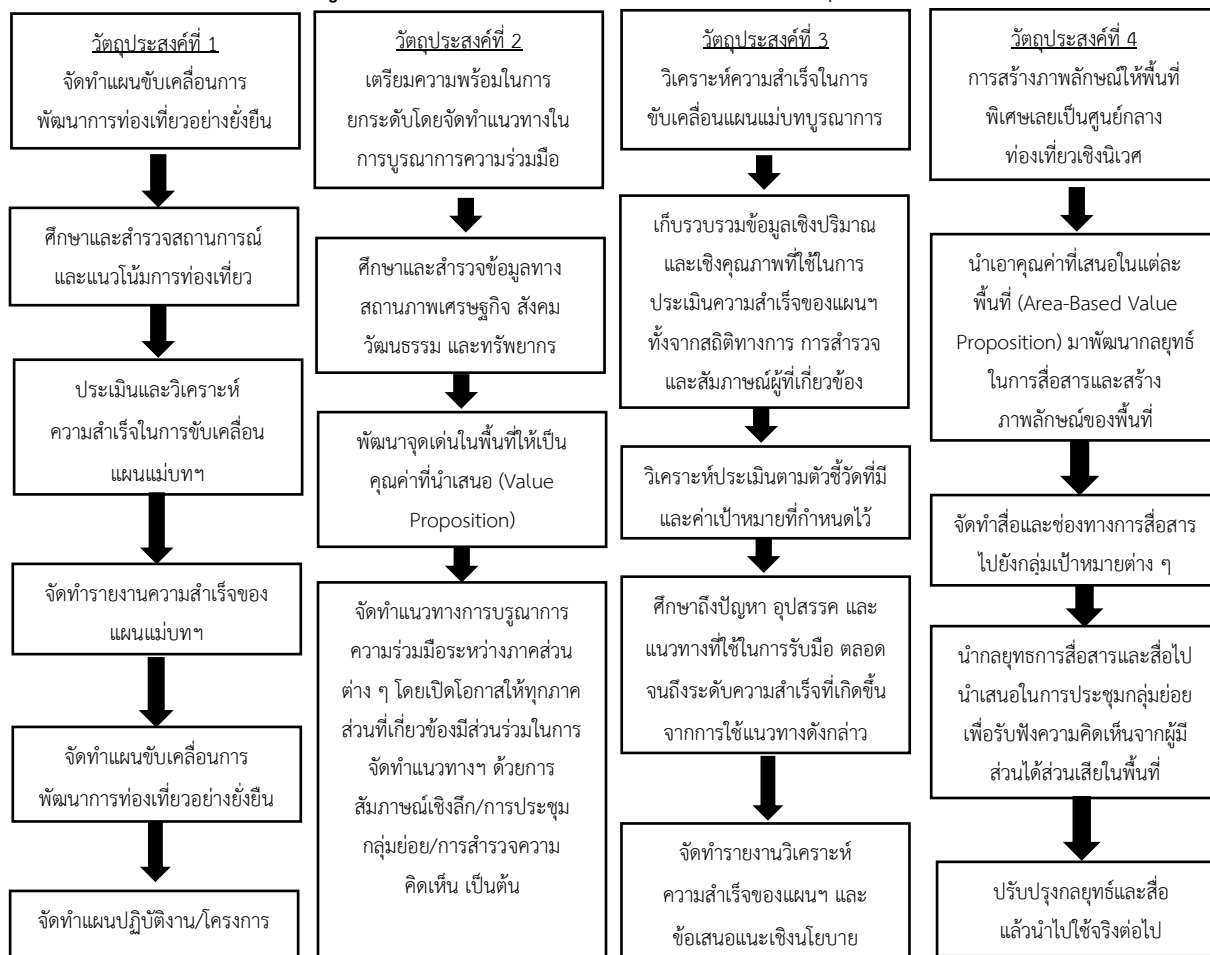 วัตถุประสงค์ที่ 1
จัดทำแผนขับเคลื่อนการ
พัฒนาการท่องเที่ยวอย่างยั่งยืน
ศึกษาและสำรวจสถานการณ์
และแนวโน้มการท่องเที่ยว
ประเมินและวิเคราะห์
ความสำเร็จในการขับเคลื่อน
แผนแม่บทฯ
จัดทำรายงานความสำเร็จของ
แผนแม่บทฯ
จัดทำแผนขับเคลื่อนการ
พัฒนาการท่องเที่ยวอย่างยั่งยืน
จัดทำแผนปฏิบัติงาน/โครงการ
วัตถุประสงค์ที่ 2
เตรียมความพร้อมในการ
ยกระดับโดยจัดทำแนวทางใน
การบูรณาการความร่วมมือ
ศึกษาและสำรวจข้อมูลทาง
สถานภาพเศรษฐกิจ สังคม
วัฒนธรรม และทรัพยากร
พัฒนาจุดเด่นในพื้นที่ให้เป็น
คุณค่าที่นำเสนอ (Value
Proposition)
จัดทำแนวทางการบูรณาการ
ความร่วมมือระหว่างภาคส่วน
ต่าง ๆ โดยเปิดโอกาสให้ทุกภาค
ส่วนที่เกี่ยวข้องมีส่วนร่วมในการ
จัดทำแนวทางฯ ด้วยการ
สัมภาษณ์เชิงลึก/การประชุม
กลุ่มย่อย/การสำรวจความ
คิดเห็น เป็นต้น
วัตถุประสงค์ที่ 3
วิเคราะห์ความสำเร็จในการ
ขับเคลื่อนแผนแม่บทบูรณาการ
เก็บรวบรวมข้อมูลเชิงปริมาณ
และเชิงคุณภาพที่ใช้ในการ
ประเมินความสำเร็จของแผนฯ
ทั้งจากสถิติทางการ การสำรวจ
และสัมภาษณ์ผู้ที่เกี่ยวข้อง
วิเคราะห์ประเมินตามตัวชี้วัดที่มี
และค่าเป้าหมายที่กำหนดไว้
ศึกษาถึงปัญหา อุปสรรค และ
แนวทางที่ใช้ในการรับมือ ตลอด
จนถึงระดับความสำเร็จที่เกิดขึ้น
จากการใช้แนวทางดังกล่าว
จัดทำรายงานวิเคราะห์
ความสำเร็จของแผนฯ และ
ข้อเสนอแนะเชิงนโยบาย
วัตถุประสงค์ที่ 4
การสร้างภาพลักษณ์ให้พื้นที่
พิเศษเลยเป็นศูนย์กลาง
ท่องเที่ยวเชิงนิเวศ
นำเอาคุณค่าที่เสนอในแต่ละ
พื้นที่ (Area-Based Value
Proposition) มาพัฒนากลยุทธ์
ในการสื่อสารและสร้าง
ภาพลักษณ์ของพื้นที่
จัดทำสื่อและช่องทางการสื่อสาร
ไปยังกลุ่มเป้าหมายต่าง ๆ
นำกลยุทธการสื่อสารและสื่อไป
นำเสนอในการประชุมกลุ่มย่อย
เพื่อรับฟังความคิดเห็นจากผู้มี
ส่วนได้ส่วนเสียในพื้นที่
ปรับปรุงกลยุทธ์และสื่อ
แล้วนำไปใช้จริงต่อไป